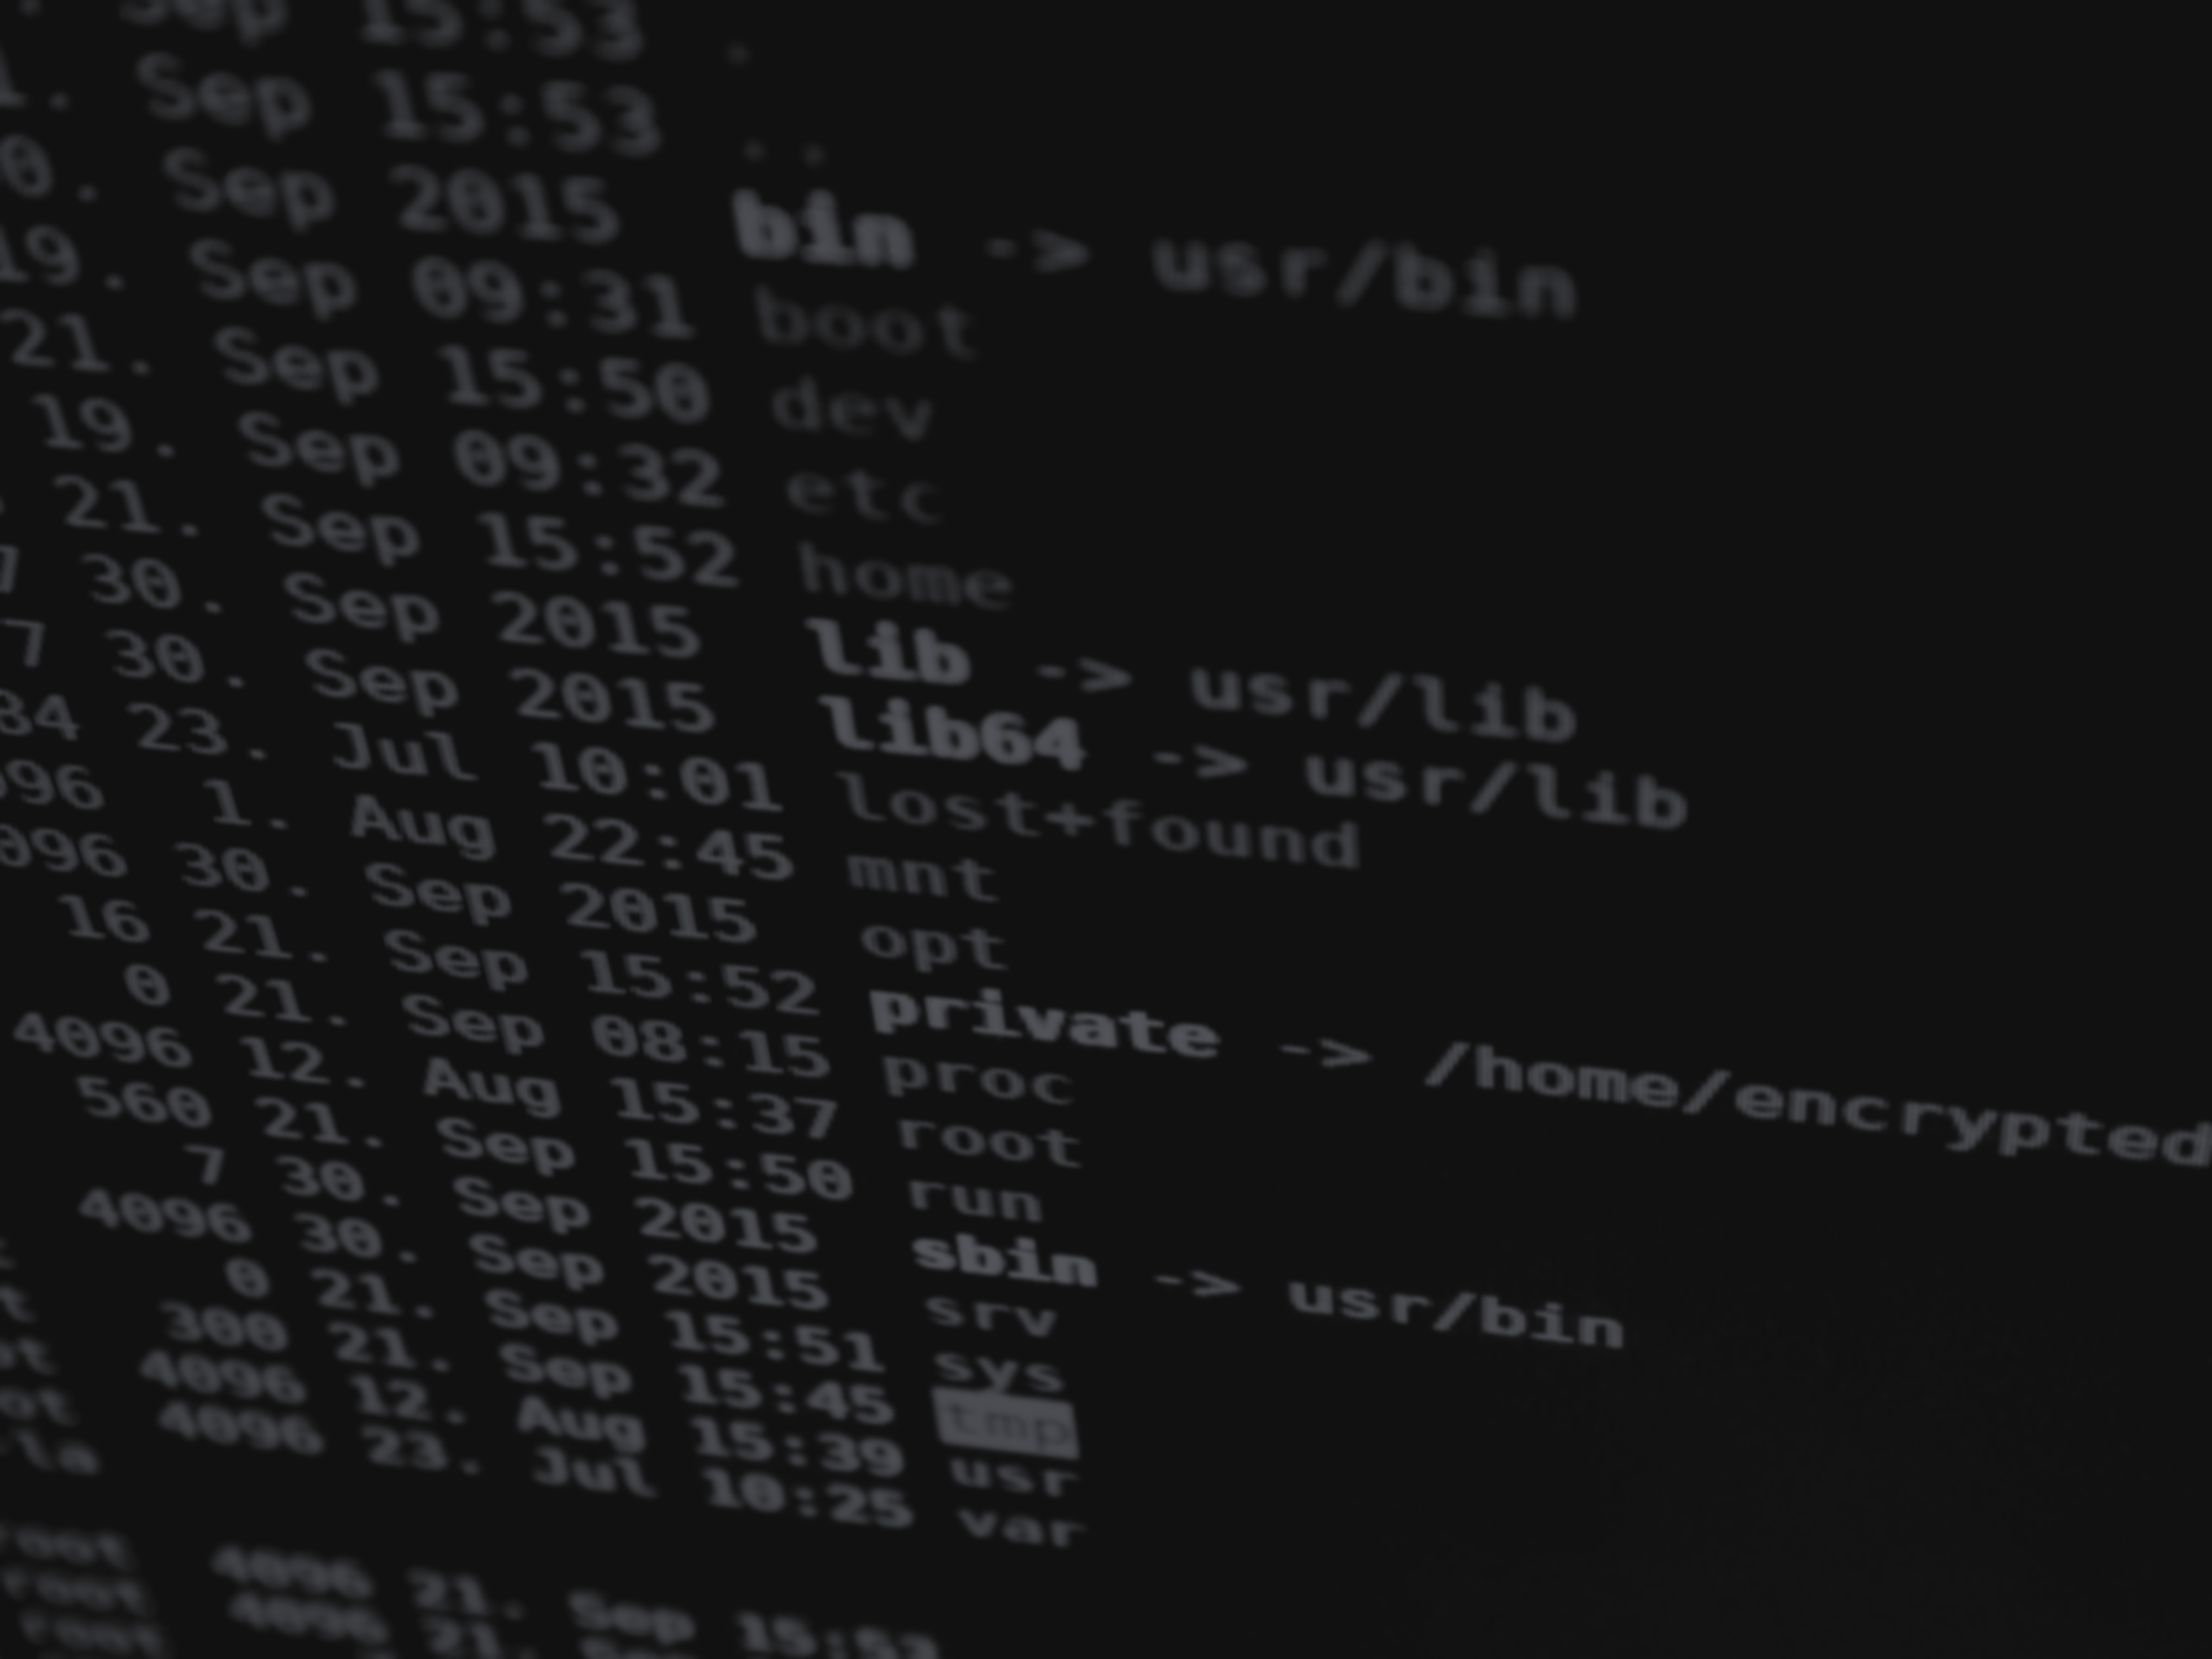 . Sep 15:53 .
1. Sep 15:53 ..
0. Sep 2015 bin -> usr/bin
19. Sep 09:31 boot
21. Sep 15:50 dev
19. Sep 09:32 etc
21. Sep 15:52 home
7 30. Sep 2015 lib -> usr/lib
7 30. Sep 2015 lib64 -> usr/lib
84 23. Jul 10:01 lost+found
096 1. Aug 22:45 mnt
096 30. Sep 2015 opt
16 21. Sep 15:52 private -> /home/encrypted
0 21. Sep 08:15 proc
4096 12. Aug 15:37 root
560 21. Sep 15:50 run
7 30. Sep 2015 sbin -> usr/bin
4096 30. Sep 2015 srv
0 21. Sep 15:51 sys
t 300 21. Sep 15:45 tmp
ot 4096 12. Aug 15:39 usr
ot 4096 23. Jul 10:25 var
-la
root 4096 21. Sep 15:53
root 4096 21.
root